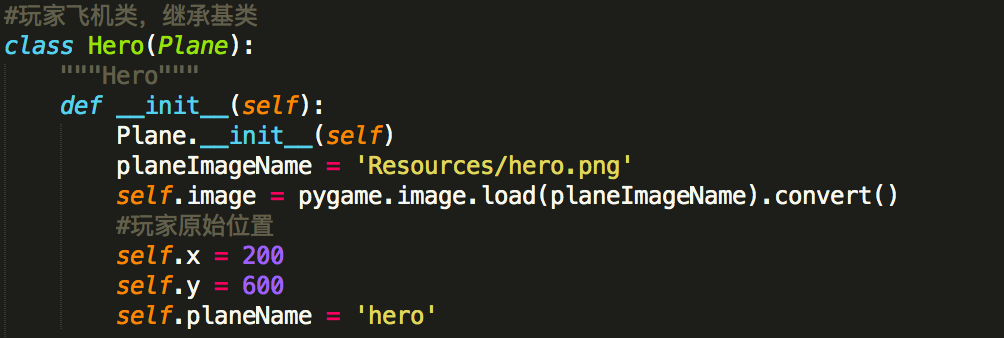 #玩家飞机类，继承基类
class Hero(Plane):
    """Hero"""
    def __init__(self):
        Plane.__init__(self)
        planeImageName = 'Resources/hero.png'
        self.image = pygame.image.load(planeImageName).convert()
        #玩家原始位置
        self.x = 200
        self.y = 600
        self.planeName = 'hero'